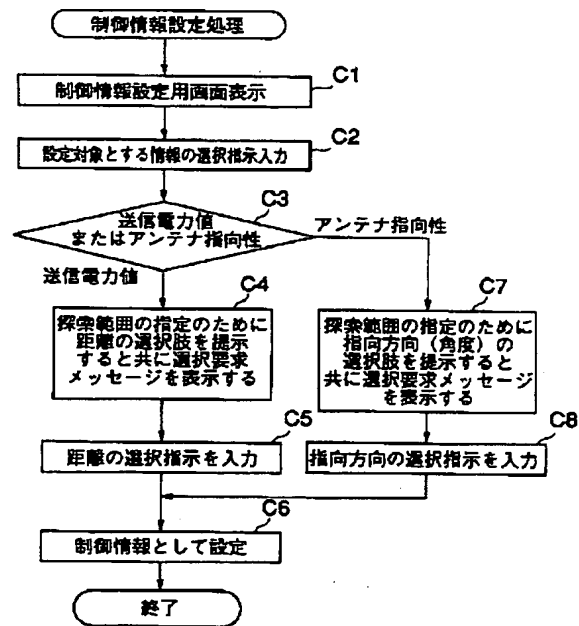 制御情報設定処理
C1
制御情報設定用画面表示
C2
設定対象とする情報の選択指示入力
C3
送信電力値
またはアンテナ指向性
アンテナ指向性
送信電力値
C4
探索範囲の指定のために
距離の選択肢を提示
すると共に選択要求
メッセージを表示する
C7
探索範囲の指定のために
指向方向（角度）の
選択肢を提示すると
共に選択要求メッセージ
を表示する
C5
距離の選択指示を入力
C8
指向方向の選択指示を入力
C6
制御情報として設定
終了